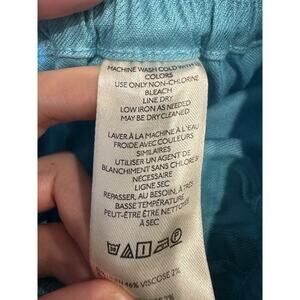 MACHINE WASH COLD WITH
COLORS
USE ONLY NON-CHLORINE
BLEACH
LINE DRY
LOW IRON AS NEEDED
MAY BE DRY CLEANED
LAVER À LA MACHINE À L'EAU
FROIDE AVEC COULEURS
SIMILAIRES
UTILISER UN AGENT DE
BLANCHIMENT SANS CHLORE SI
NÉCESSAIRE
LIGNE SEC
REPASSER, AU BESOIN, À TRÈS
BASSE TEMPÉRATURE
PEUT-ÊTRE ÊTRE NETTOYÉE
À SEC
30
46% VISCOSE 2%